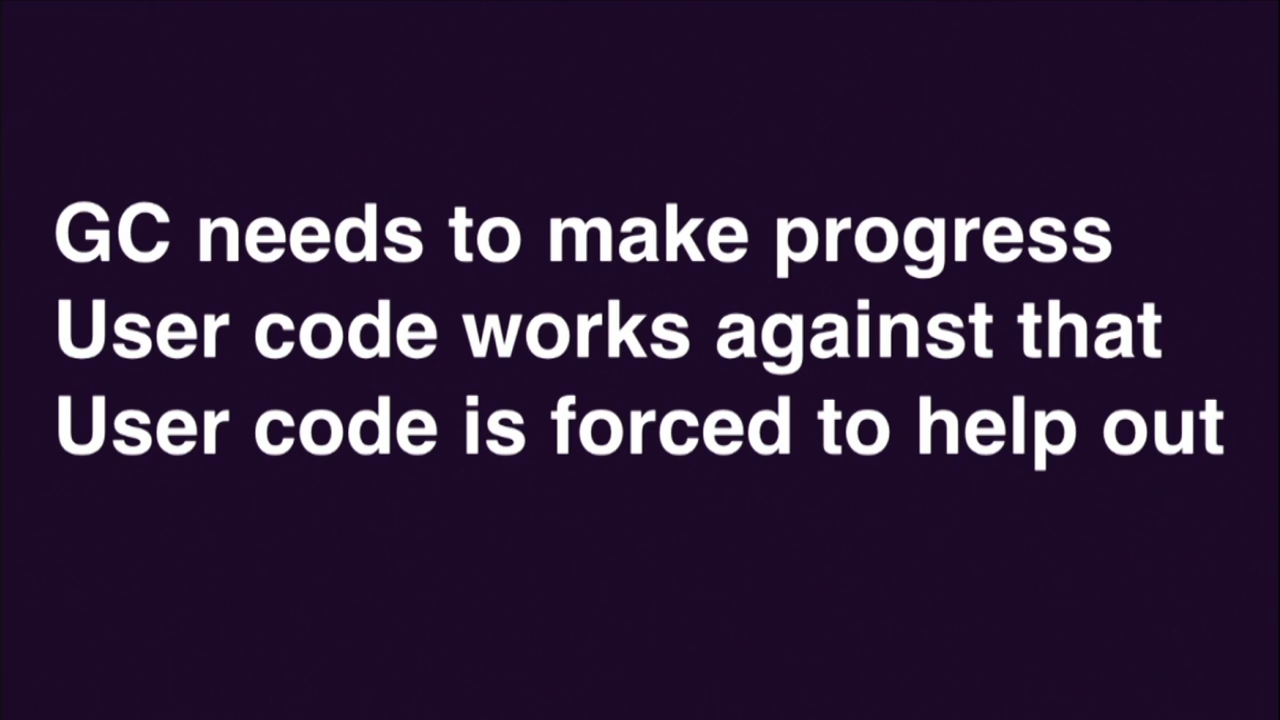 GC needs to make progress
User code works against that
User code is forced to help out